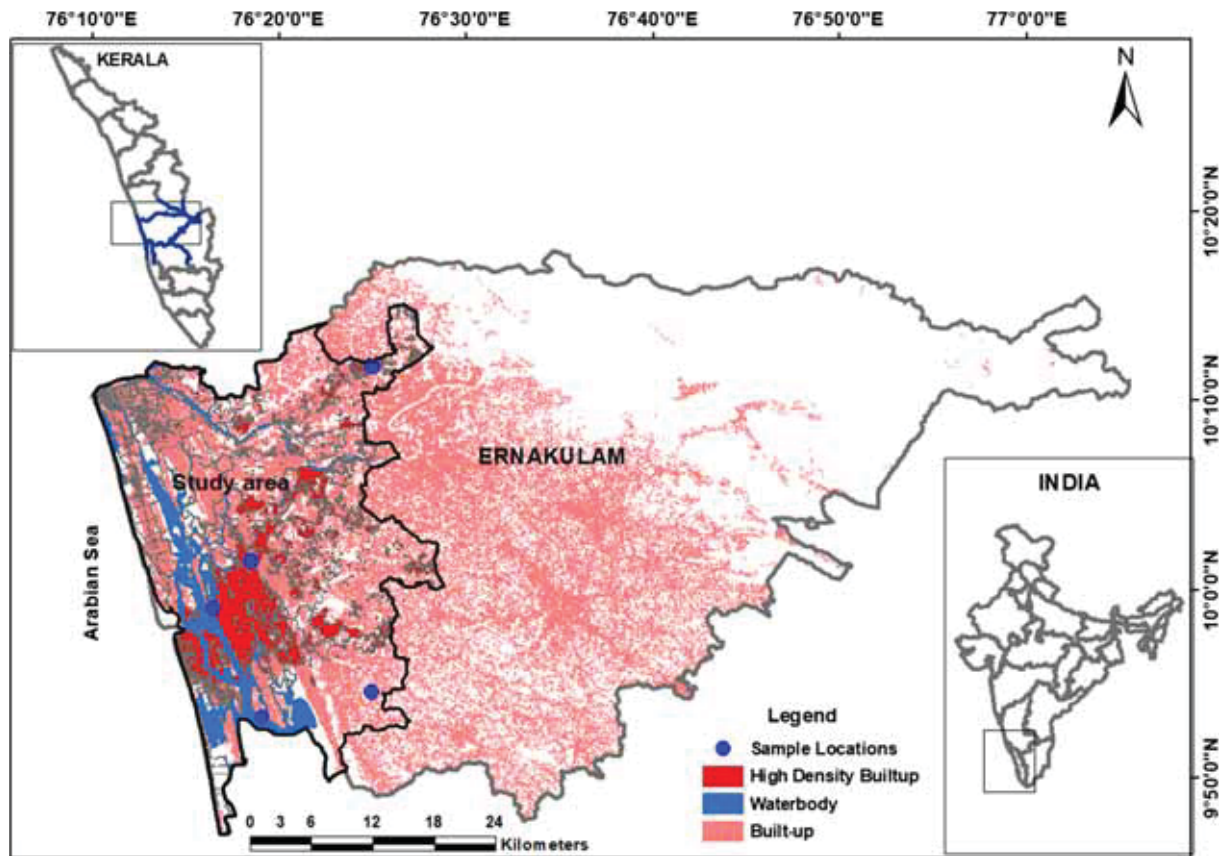 76°10'0"E 76°20'0"E 76°30'0"E 76°40'0"E 76°50'0"E 77°0'0"E
KERALA
N
10°20'0"N
10°10'0"N
ERNAKULAM
Study area
INDIA
Arabian Sea
10°0'0"N
Legend
Sample Locations
High Density Builtup
Waterbody
Built-up
9°50'0"N
0 3 6 12 18 24
Kilometers